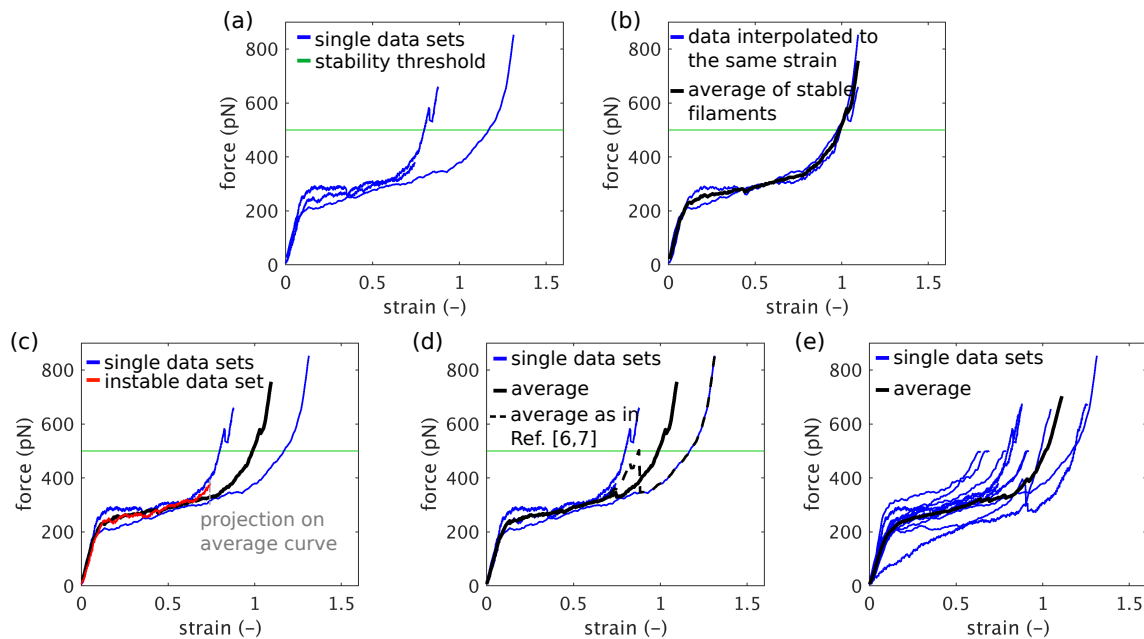 (a)
single data sets
stability threshold
800
600
400
200
0
force (pN)
0 0.5 1 1.5
strain (–)
(b)
data interpolated to
the same strain
average of stable
filaments
800
600
400
200
0
force (pN)
0 0.5 1 1.5
strain (–)
(c)
single data sets
instable data set
projection on
average curve
800
600
400
200
0
force (pN)
0 0.5 1 1.5
strain (–)
(d)
single data sets
average
average as in
Ref. [6,7]
800
600
400
200
0
force (pN)
0 0.5 1 1.5
strain (–)
(e)
single data sets
average
800
600
400
200
0
force (pN)
0 0.5 1 1.5
strain (–)